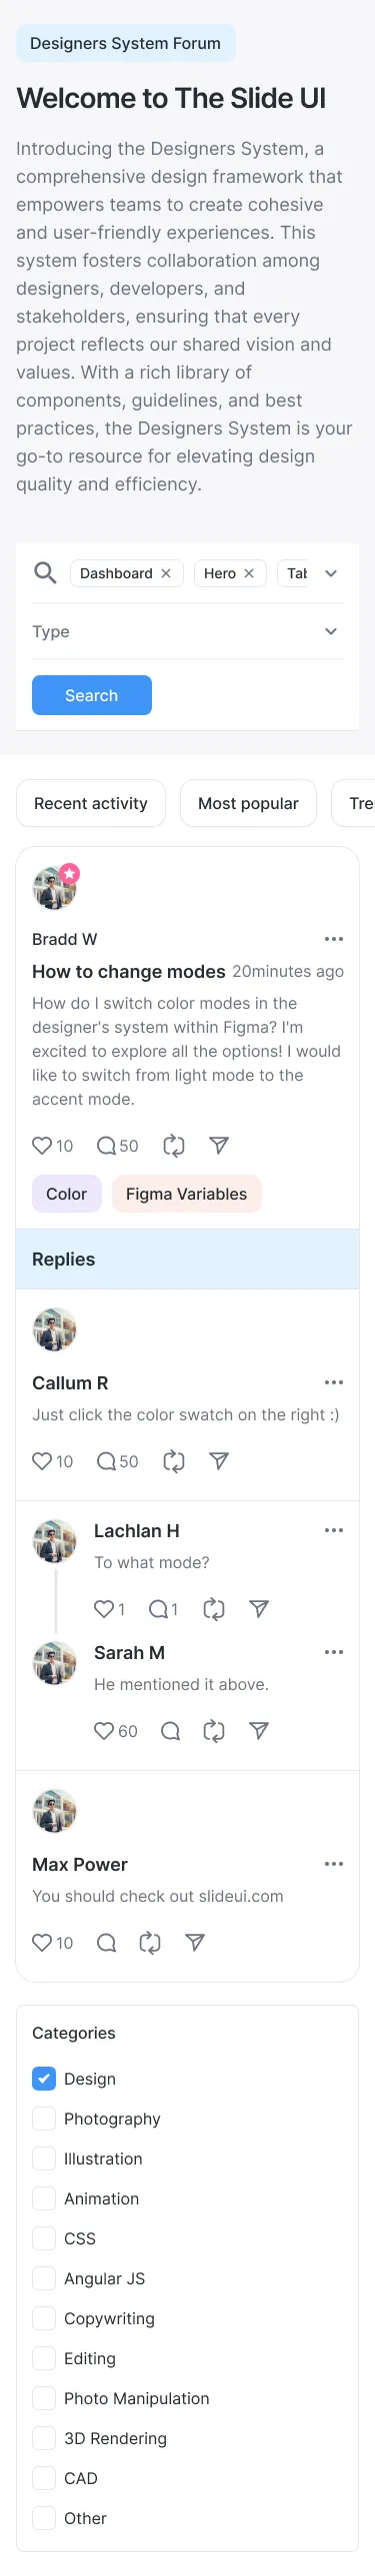 Designers System Forum
Welcome to The Slide UI
Introducing the Designers System, a
comprehensive design framework that
empowers teams to create cohesive
and user-friendly experiences. This
system fosters collaboration among
designers, developers, and
stakeholders, ensuring that every
project reflects our shared vision and
values. With a rich library of
components, guidelines, and best
practices, the Designers System is your
go-to resource for elevating design
quality and efficiency.
Dashboard Hero Tab
Type
Search
Recent activity Most popular Tre
Bradd W
How to change modes 20minutes ago
How do I switch color modes in the
designer's system within Figma? I'm
excited to explore all the options! I would
like to switch from light mode to the
accent mode.
10 50
Color Figma Variables
Replies
Callum R
Just click the color swatch on the right :)
10 50
Lachlan H
To what mode?
1 1
Sarah M
He mentioned it above.
60
Max Power
You should check out slideui.com
10
Categories
Design
Photography
Illustration
Animation
CSS
Angular JS
Copywriting
Editing
Photo Manipulation
3D Rendering
CAD
Other